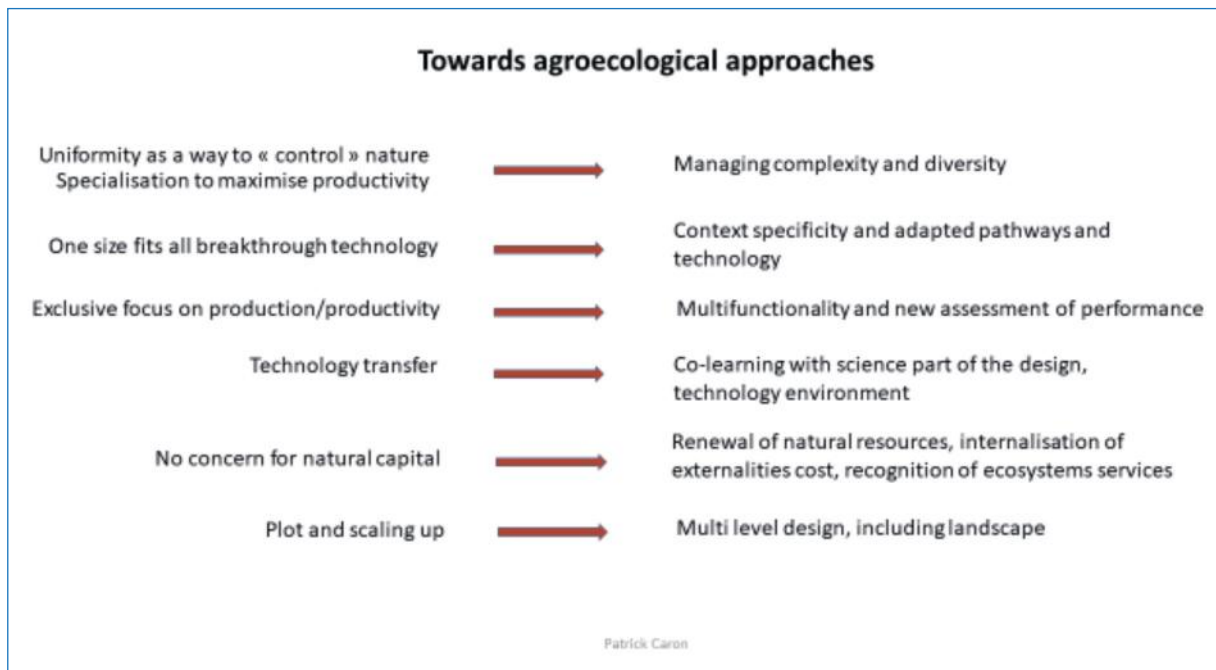 Towards agroecological approaches
Uniformity as a way to « control » nature
Specialisation to maximise productivity
Managing complexity and diversity
One size fits all breakthrough technology
Context specificity and adapted pathways and
technology
Exclusive focus on production/productivity
Multifunctionality and new assessment of performance
Technology transfer
Co-learning with science part of the design,
technology environment
No concern for natural capital
Renewal of natural resources, internalisation of
externalities cost, recognition of ecosystems services
Plot and scaling up
Multi level design, including landscape
Patrick Caron